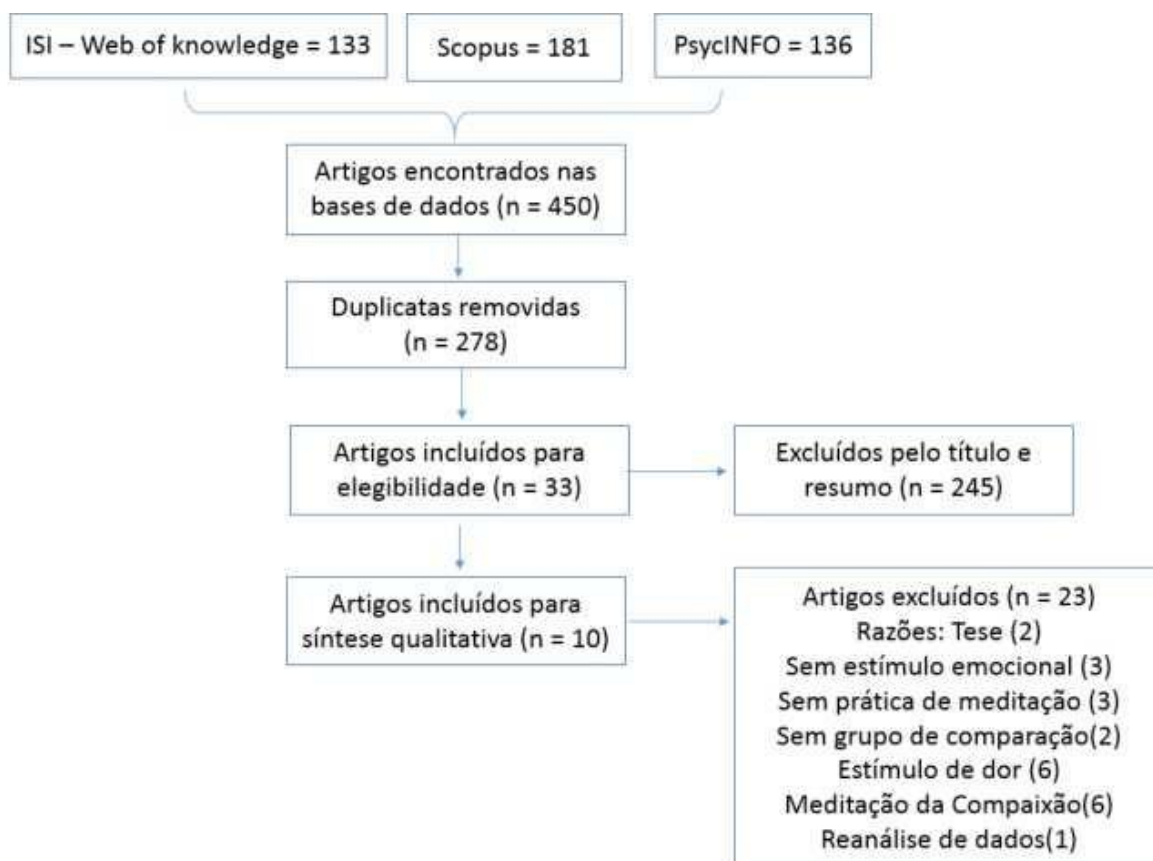 ISI – Web of knowledge = 133
Scopus = 181
PsycINFO = 136
Artigos encontrados nas
bases de dados (n = 450)
Duplicatas removidas
(n = 278)
Artigos incluídos para
elegibilidade (n = 33)
Excluídos pelo título e
resumo (n = 245)
Artigos incluídos para
síntese qualitativa (n = 10)
Artigos excluídos (n = 23)
Razões: Tese (2)
Sem estímulo emocional (3)
Sem prática de meditação (3)
Sem grupo de comparação(2)
Estímulo de dor (6)
Meditação da Compaixão(6)
Reanálise de dados(1)